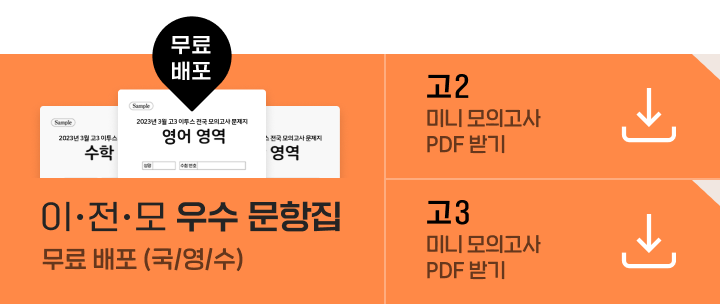 무료
배포
Sample
2023년 3월 고3 이투스 전국 모의고사 문제지
영어 영역
성명
수험 번호
Sample
2023년 3월 고3 이투스
수학
스 전국 모의고사 문제지
영역
이·전·모 우수 문항집
무료 배포 (국/영/수)
고2
미니 모의고사
PDF 받기
고3
미니 모의고사
PDF 받기